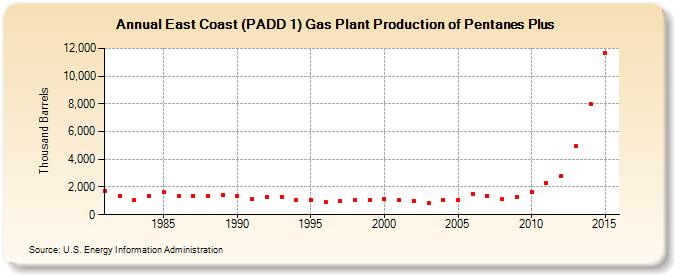 Annual East Coast (PADD 1) Gas Plant Production of Pentanes Plus
Thousand Barrels
12,000
10,000
8,000
6,000
4,000
2,000
0
1985 1990 1995 2000 2005 2010 2015
Source: U.S. Energy Information Administration